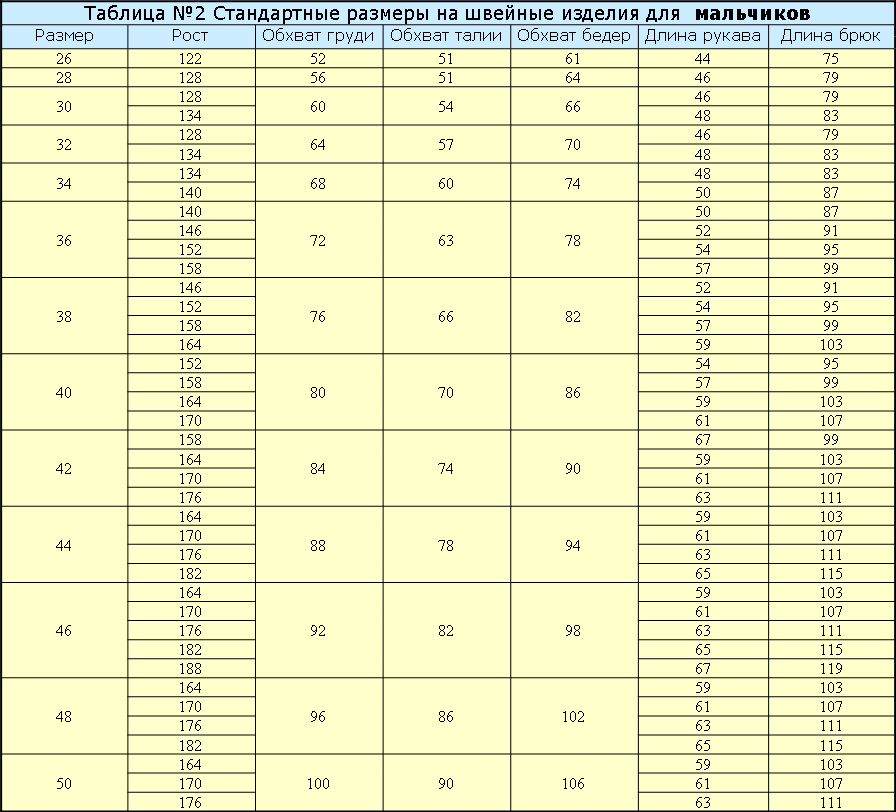 Таблица №2 Стандартные размеры на швейные изделия для мальчиков
Размер Рост Обхват груди Обхват талии Обхват бедер Длина рукава Длина брюк
26 122 52 51 61 44 75
28 128 56 51 64 46 79
30 128 60 54 66 46 79
134 48 83
32 128 64 57 70 46 79
134 48 83
34 134 68 60 74 48 83
140 50 87
36 140 72 63 78 50 87
146 52 91
152 54 95
158 57 99
38 146 76 66 82 52 91
152 54 95
158 57 99
164 59 103
40 152 80 70 86 54 95
158 57 99
164 59 103
170 61 107
42 158 84 74 90 67 99
164 59 103
170 61 107
176 63 111
44 164 88 78 94 59 103
170 61 107
176 63 111
182 65 115
46 164 92 82 98 59 103
170 61 107
176 63 111
182 65 115
188 67 119
48 164 96 86 102 59 103
170 61 107
176 63 111
182 65 115
50 164 100 90 106 59 103
170 61 107
176 63 111